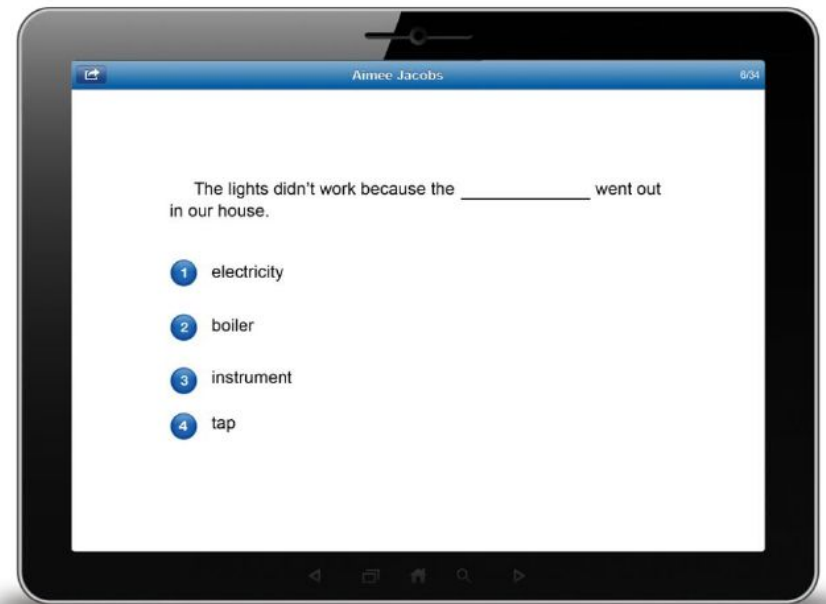 Aimee Jacobs
6/34
The lights didn't work because the ______________ went out
in our house.
1 electricity
2 boiler
3 instrument
4 tap